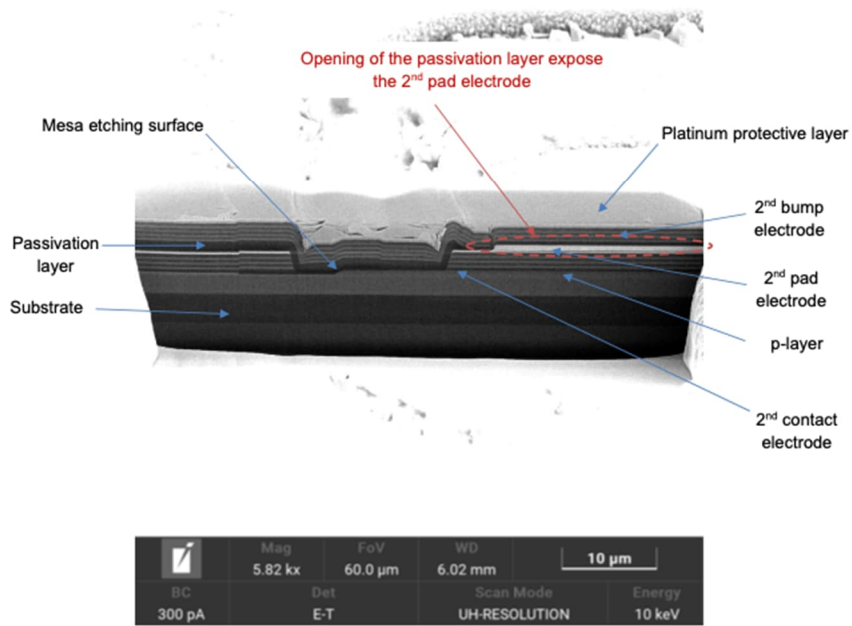 Opening of the passivation layer expose
the 2nd pad electrode
Mesa etching surface
Platinum protective layer
2nd bump
electrode
Passivation
layer
2nd pad
electrode
Substrate
p-layer
2nd contact
electrode
Mag
FoV
WD
10 μm
5.82 kx
60.0 μm
6.02 mm
BC
Det
Scan Mode
Energy
300 pA
E-T
UH-RESOLUTION
10 keV